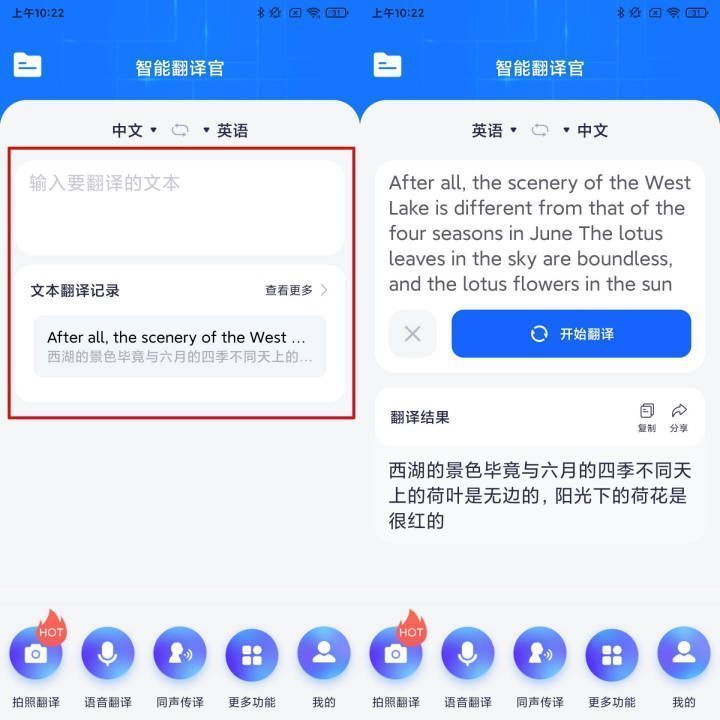 上午10:22
31
智能翻译官
中文
英语
输入要翻译的文本
文本翻译记录
查看更多
After all, the scenery of the West ...
西湖的景色毕竟与六月的四季不同天上的...
HOT
拍照翻译
语音翻译
同声传译
更多功能
我的
上午10:22
31
智能翻译官
英语
中文
After all, the scenery of the West
Lake is different from that of the
four seasons in June The lotus
leaves in the sky are boundless,
and the lotus flowers in the sun
开始翻译
翻译结果
复制
分享
西湖的景色毕竟与六月的四季不同天
上的荷叶是无边的，阳光下的荷花是
很红的
HOT
拍照翻译
语音翻译
同声传译
更多功能
我的